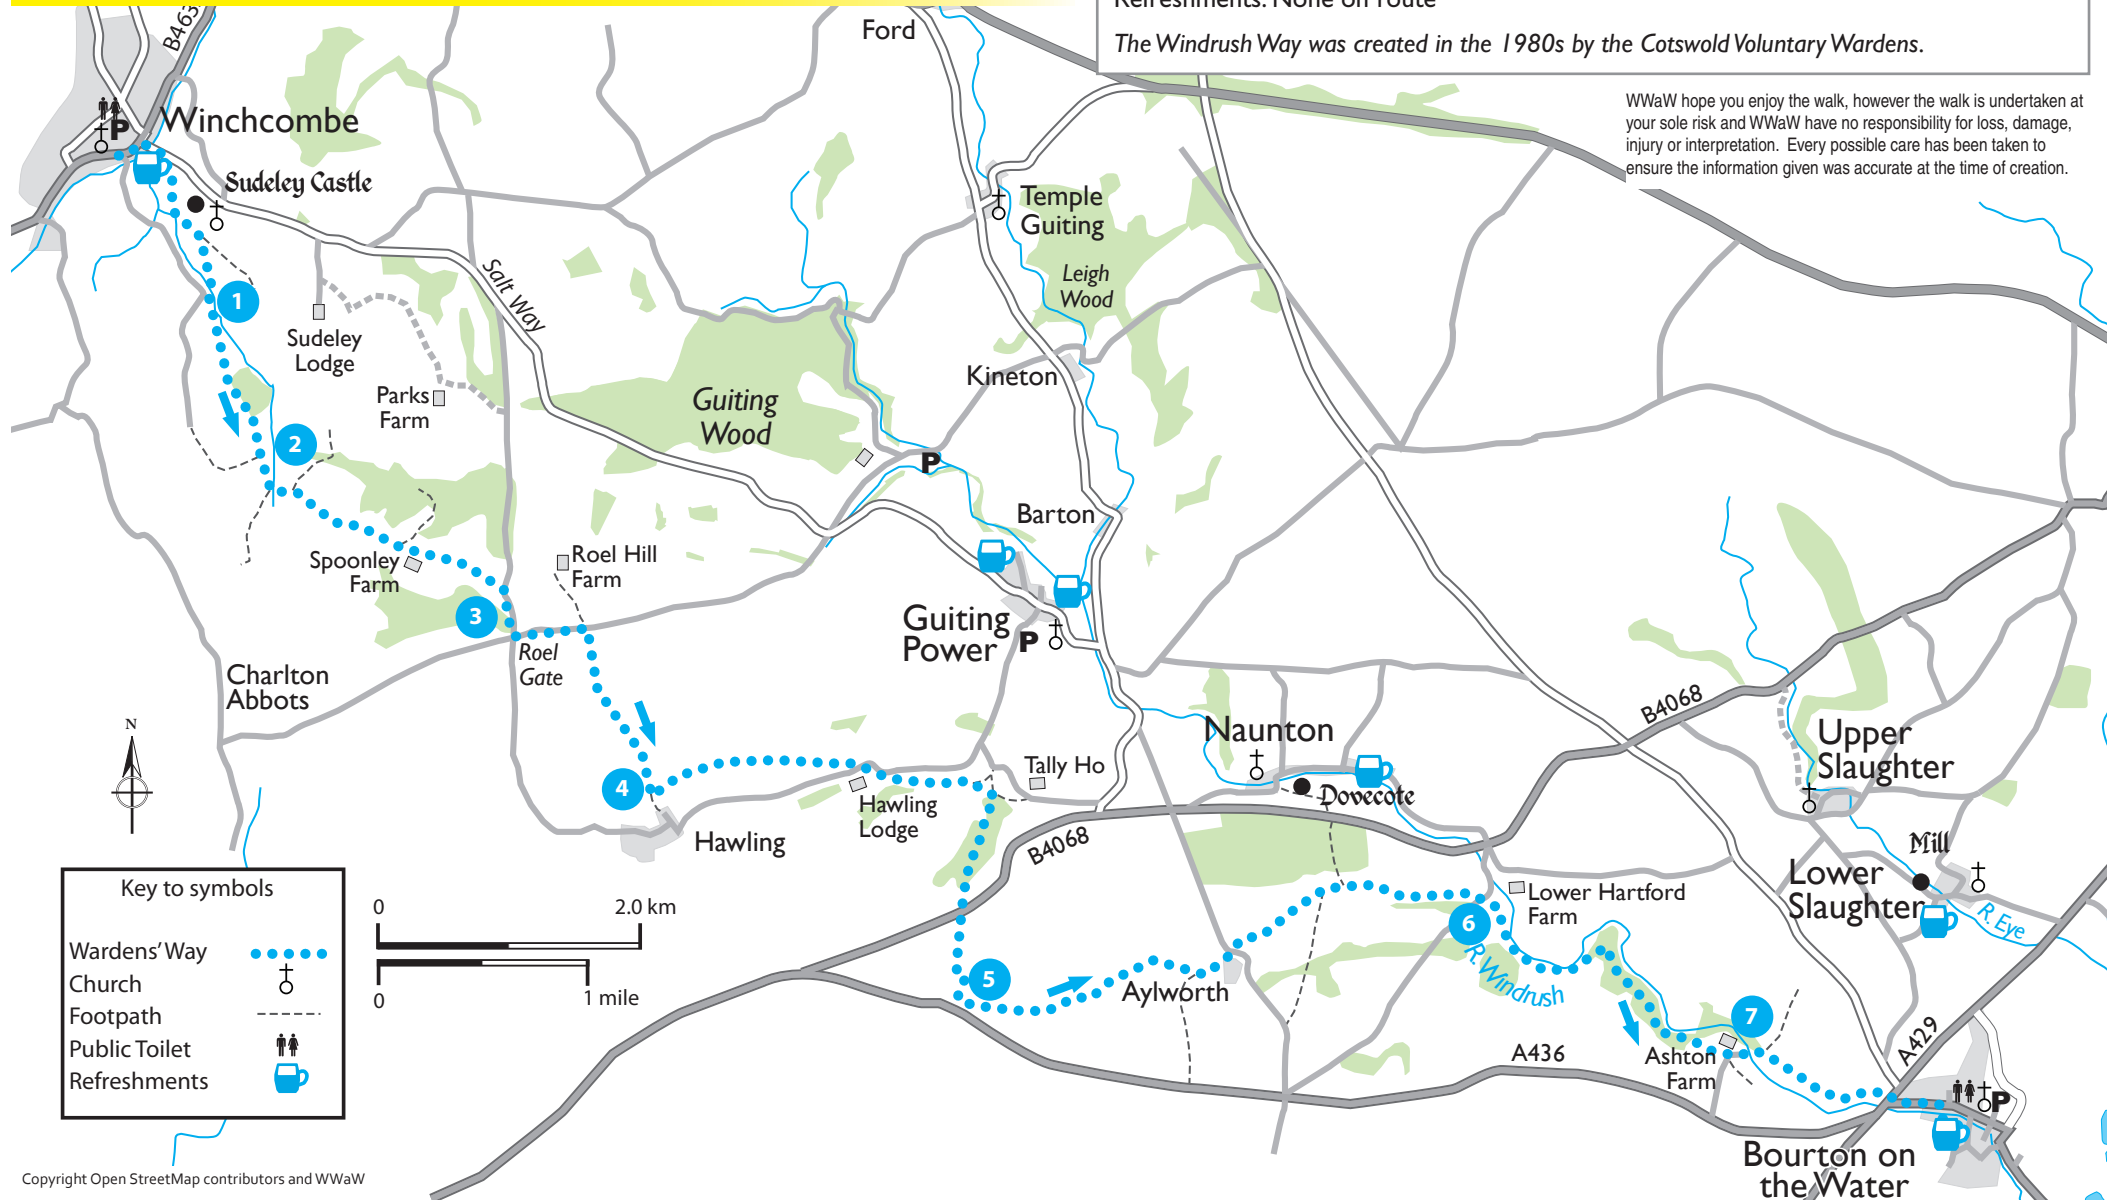 Refreshments: None on route
The Windrush Way was created in the 1980s by the Cotswold Voluntary Wardens.
WWaW hope you enjoy the walk, however the walk is undertaken at
your sole risk and WWaW have no responsibility for loss, damage,
injury or interpretation.  Every possible care has been taken to
ensure the information given was accurate at the time of creation.
Ford
Winchcombe
P
Sudeley Castle
Temple
Guiting
Leigh
Wood
Salt Way
1
Sudeley
Lodge
Parks
Farm
Guiting
Wood
Kineton
2
P
Barton
Spoonley
Farm
Roel Hill
Farm
3
Roel
Gate
Guiting
Power
P
Charlton
Abbots
N
B4068
Naunton
Upper
Slaughter
Tally Ho
4
Hawling
Lodge
Dovecote
Hawling
B4068
Mill
Lower
Slaughter
R. Eye
Lower Hartford
Farm
6
R. Windrush
5
Aylworth
7
Ashton
Farm
A436
A429
P
Bourton on
the Water
Key to symbols
Wardens' Way
Church
Footpath
Public Toilet
Refreshments
0
2.0 km
0
1 mile
Copyright Open StreetMap contributors and WWaW